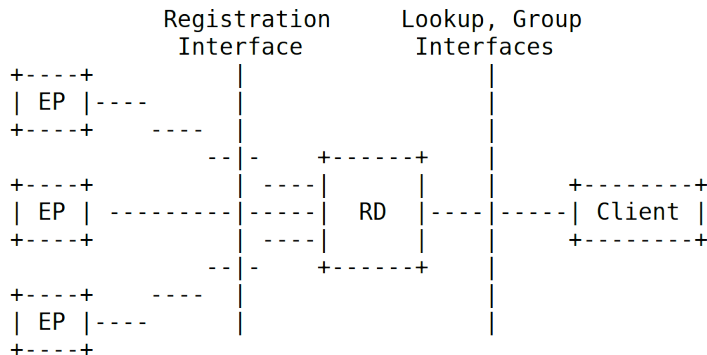 Registration Lookup, Group
Interface Interfaces
EP
EP RD Client
EP